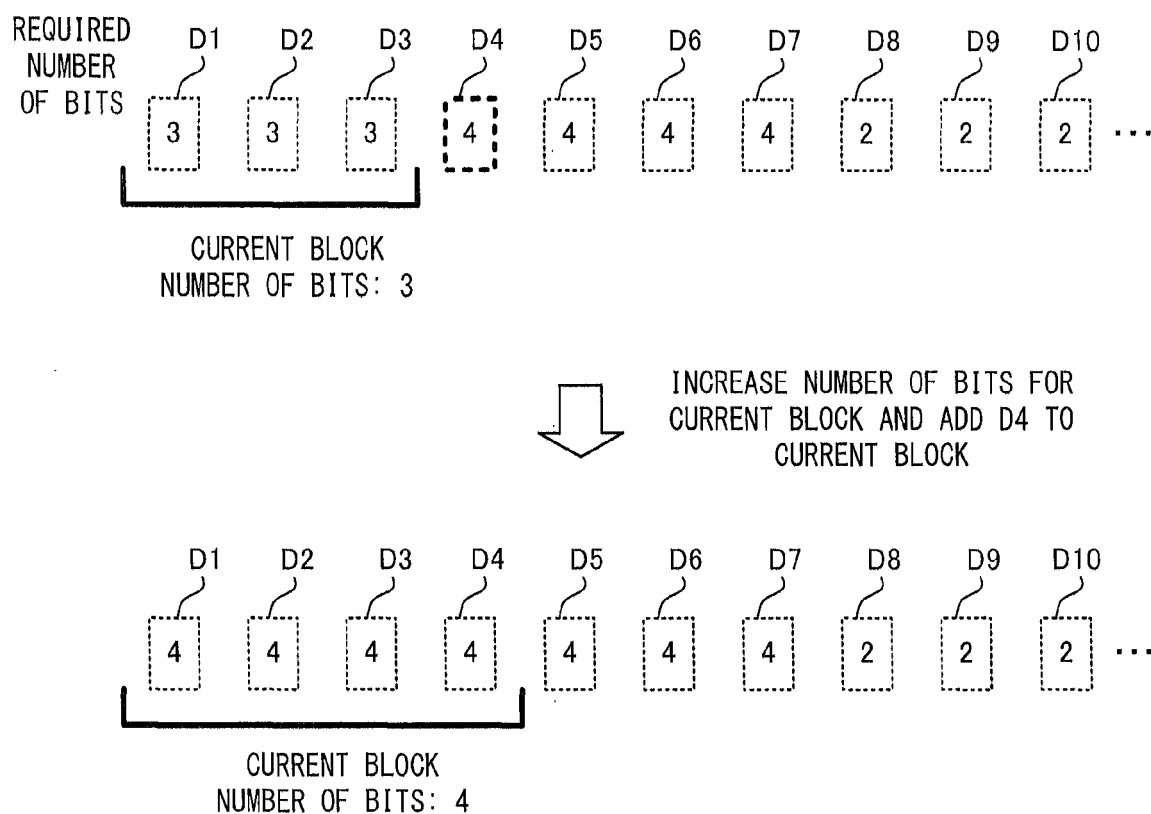 REQUIRED
NUMBER
OF BITS
D1 D2 D3 D4 D5 D6 D7 D8 D9 D10
3 3 3 4 4 4 4 2 2 2 ...
CURRENT BLOCK
NUMBER OF BITS: 3
INCREASE NUMBER OF BITS FOR
CURRENT BLOCK AND ADD D4 TO
CURRENT BLOCK
D1 D2 D3 D4 D5 D6 D7 D8 D9 D10
4 4 4 4 4 4 4 2 2 2 ...
CURRENT BLOCK
NUMBER OF BITS: 4